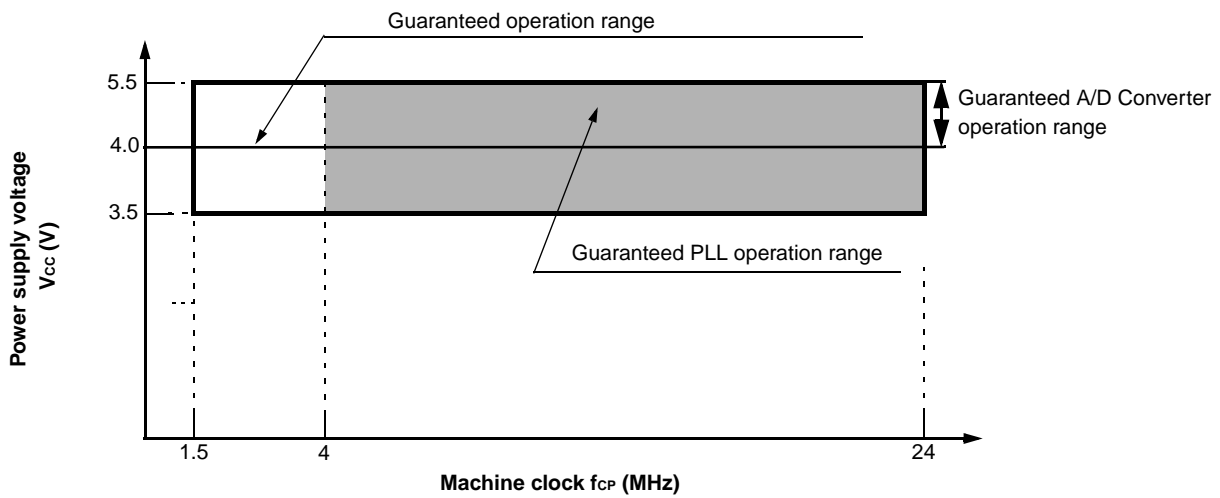 Guaranteed operation range
5.5
4.0
3.5
Guaranteed A/D Converter
operation range
Power supply voltage
Vcc (V)
Guaranteed PLL operation range
1.5
4
24
Machine clock fCP (MHz)